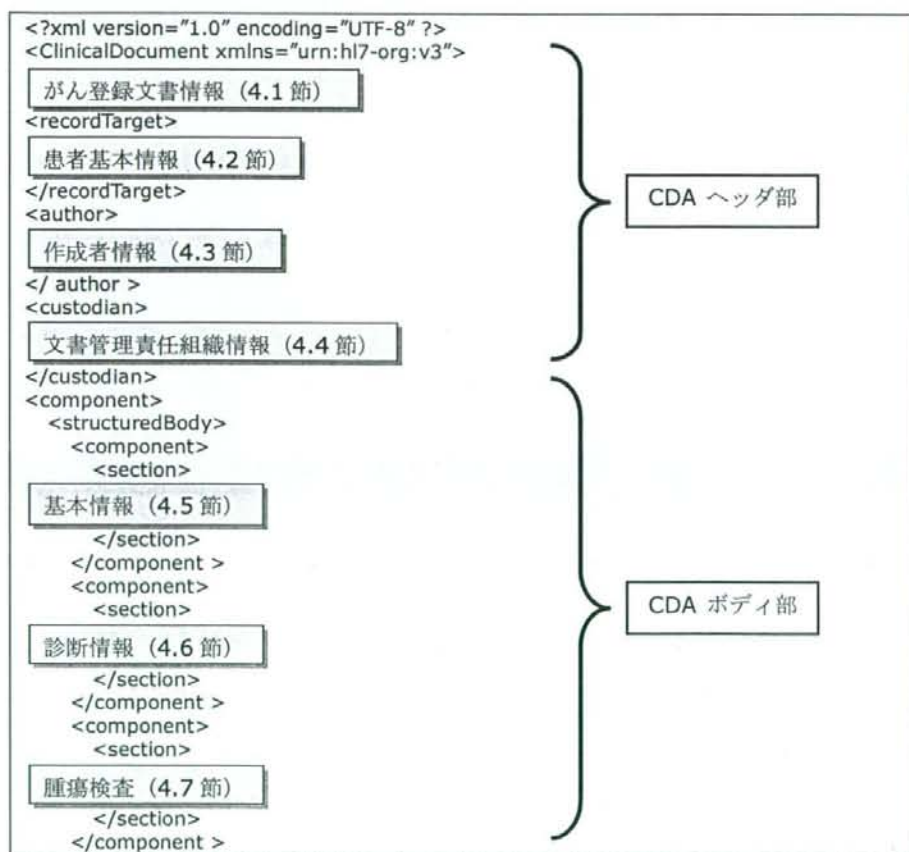 <?xml version="1.0" encoding="UTF-8" ?>
<ClinicalDocument xmlns="urn:hl7-org:v3">
がん登録文書情報（4.1 節）
<recordTarget>
患者基本情報（4.2 節）
</recordTarget>
<author>
作成者情報（4.3 節）
</ author >
<custodian>
文書管理責任組織情報（4.4 節）
</custodian>
CDA ヘッダ部
<component>
<structuredBody>
<component>
<section>
基本情報（4.5 節）
</section>
</component >
<component>
<section>
診断情報（4.6 節）
</section>
</component >
<component>
<section>
腫瘍検査（4.7 節）
</section>
</component >
CDA ボディ部